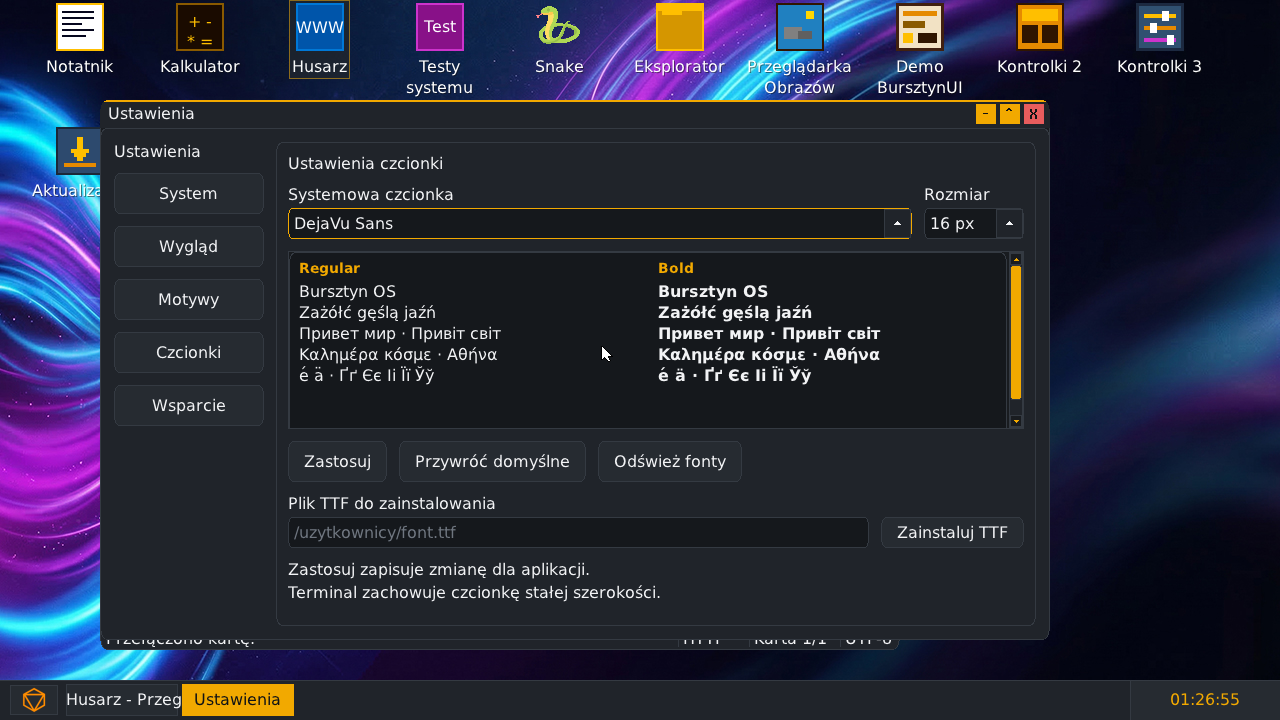 + -
* =
www
Test
Notatnik
Kalkulator
Husarz
Testy systemu
Snake
Eksplorator
Przeglądarka Obrazów
Demo BursztynUI
Kontrolki 2
Kontrolki 3
Ustawienia
- ^ X
Ustawienia
System
Wygląd
Motywy
Czcionki
Wsparcie
Ustawienia czcionki
Systemowa czcionka
Rozmiar
DejaVu Sans
16 px
Regular
Bursztyn OS
Zażółć gęślą jaźń
Привет мир · Привіт світ
Καλημέρα κόσμε · Αθήνα
é ä · Ґґ Єє Іі Її Ўў
Bold
Bursztyn OS
Zażółć gęślą jaźń
Привет мир · Привіт світ
Καλημέρα κόσμε · Αθήνα
é ä · Ґґ Єє Іі Її Ўў
Zastosuj
Przywróć domyślne
Odśwież fonty
Plik TTF do zainstalowania
/uzytkownicy/font.ttf
Zainstaluj TTF
Zastosuj zapisuje zmianę dla aplikacji.
Terminal zachowuje czcionkę stałej szerokości.
Przełączono kartę.
Karta 1/1
UTF-8
Husarz - Przeg
Ustawienia
01:26:55